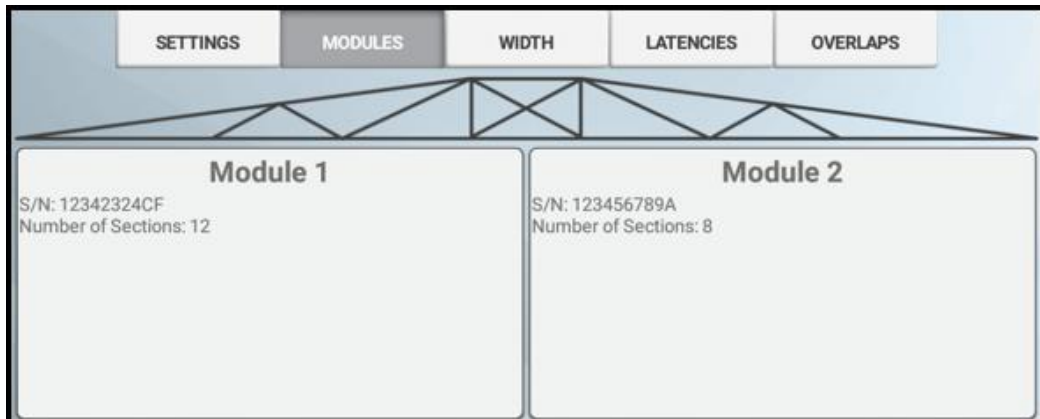 SETTINGS
MODULES
WIDTH
LATENCIES
OVERLAPS
Module 1
S/N: 12342324CF
Number of Sections: 12
Module 2
S/N: 123456789A
Number of Sections: 8